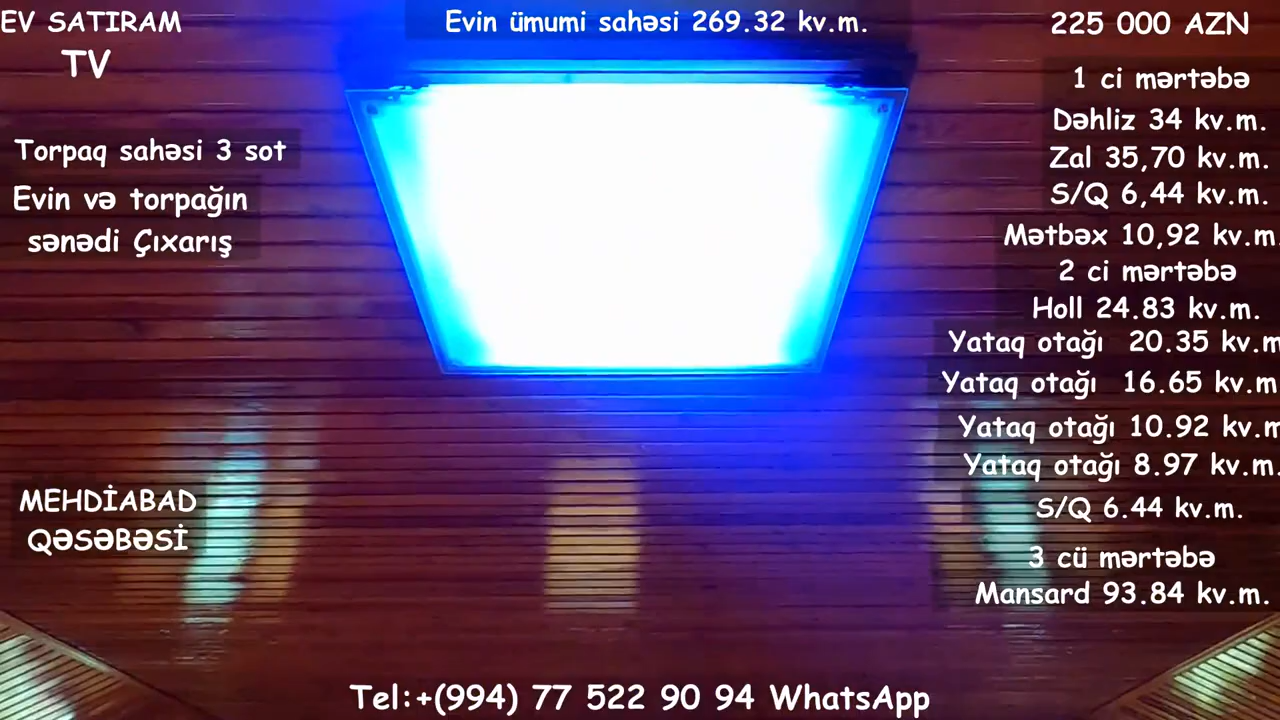 EV SATIRAM
TV
Torpaq sahəsi 3 sot
Evin və torpağın
sənədi Çıxarış
MEHDİABAD
QƏSƏBƏSİ
Evin ümumi sahəsi 269.32 kv.m.
225 000 AZN
1 ci mərtəbə
Dəhliz 34 kv.m.
Zal 35,70 kv.m.
S/Q 6,44 kv.m.
Mətbəx 10,92 kv.m.
2 ci mərtəbə
Holl 24.83 kv.m.
Yataq otağı 20.35 kv.m
Yataq otağı 16.65 kv.m
Yataq otağı 10.92 kv.m
Yataq otağı 8.97 kv.m.
S/Q 6.44 kv.m.
3 cü mərtəbə
Mansard 93.84 kv.m.
Tel:+(994) 77 522 90 94 WhatsApp